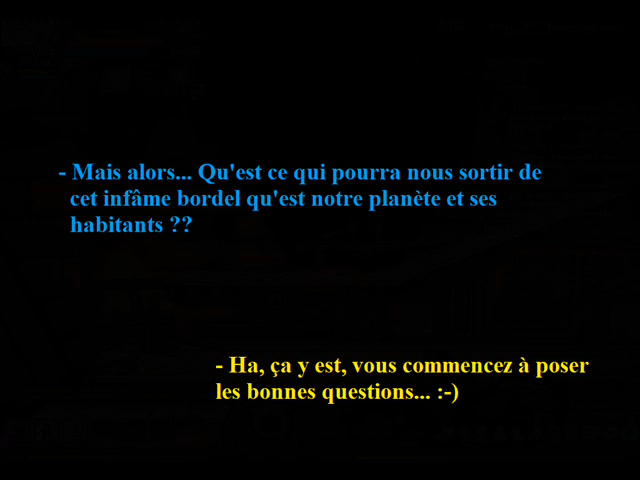 - Mais alors... Qu'est ce qui pourra nous sortir de
cet infâme bordel qu'est notre planète et ses
habitants ??
- Ha, ça y est, vous commencez à poser
les bonnes questions... :-)